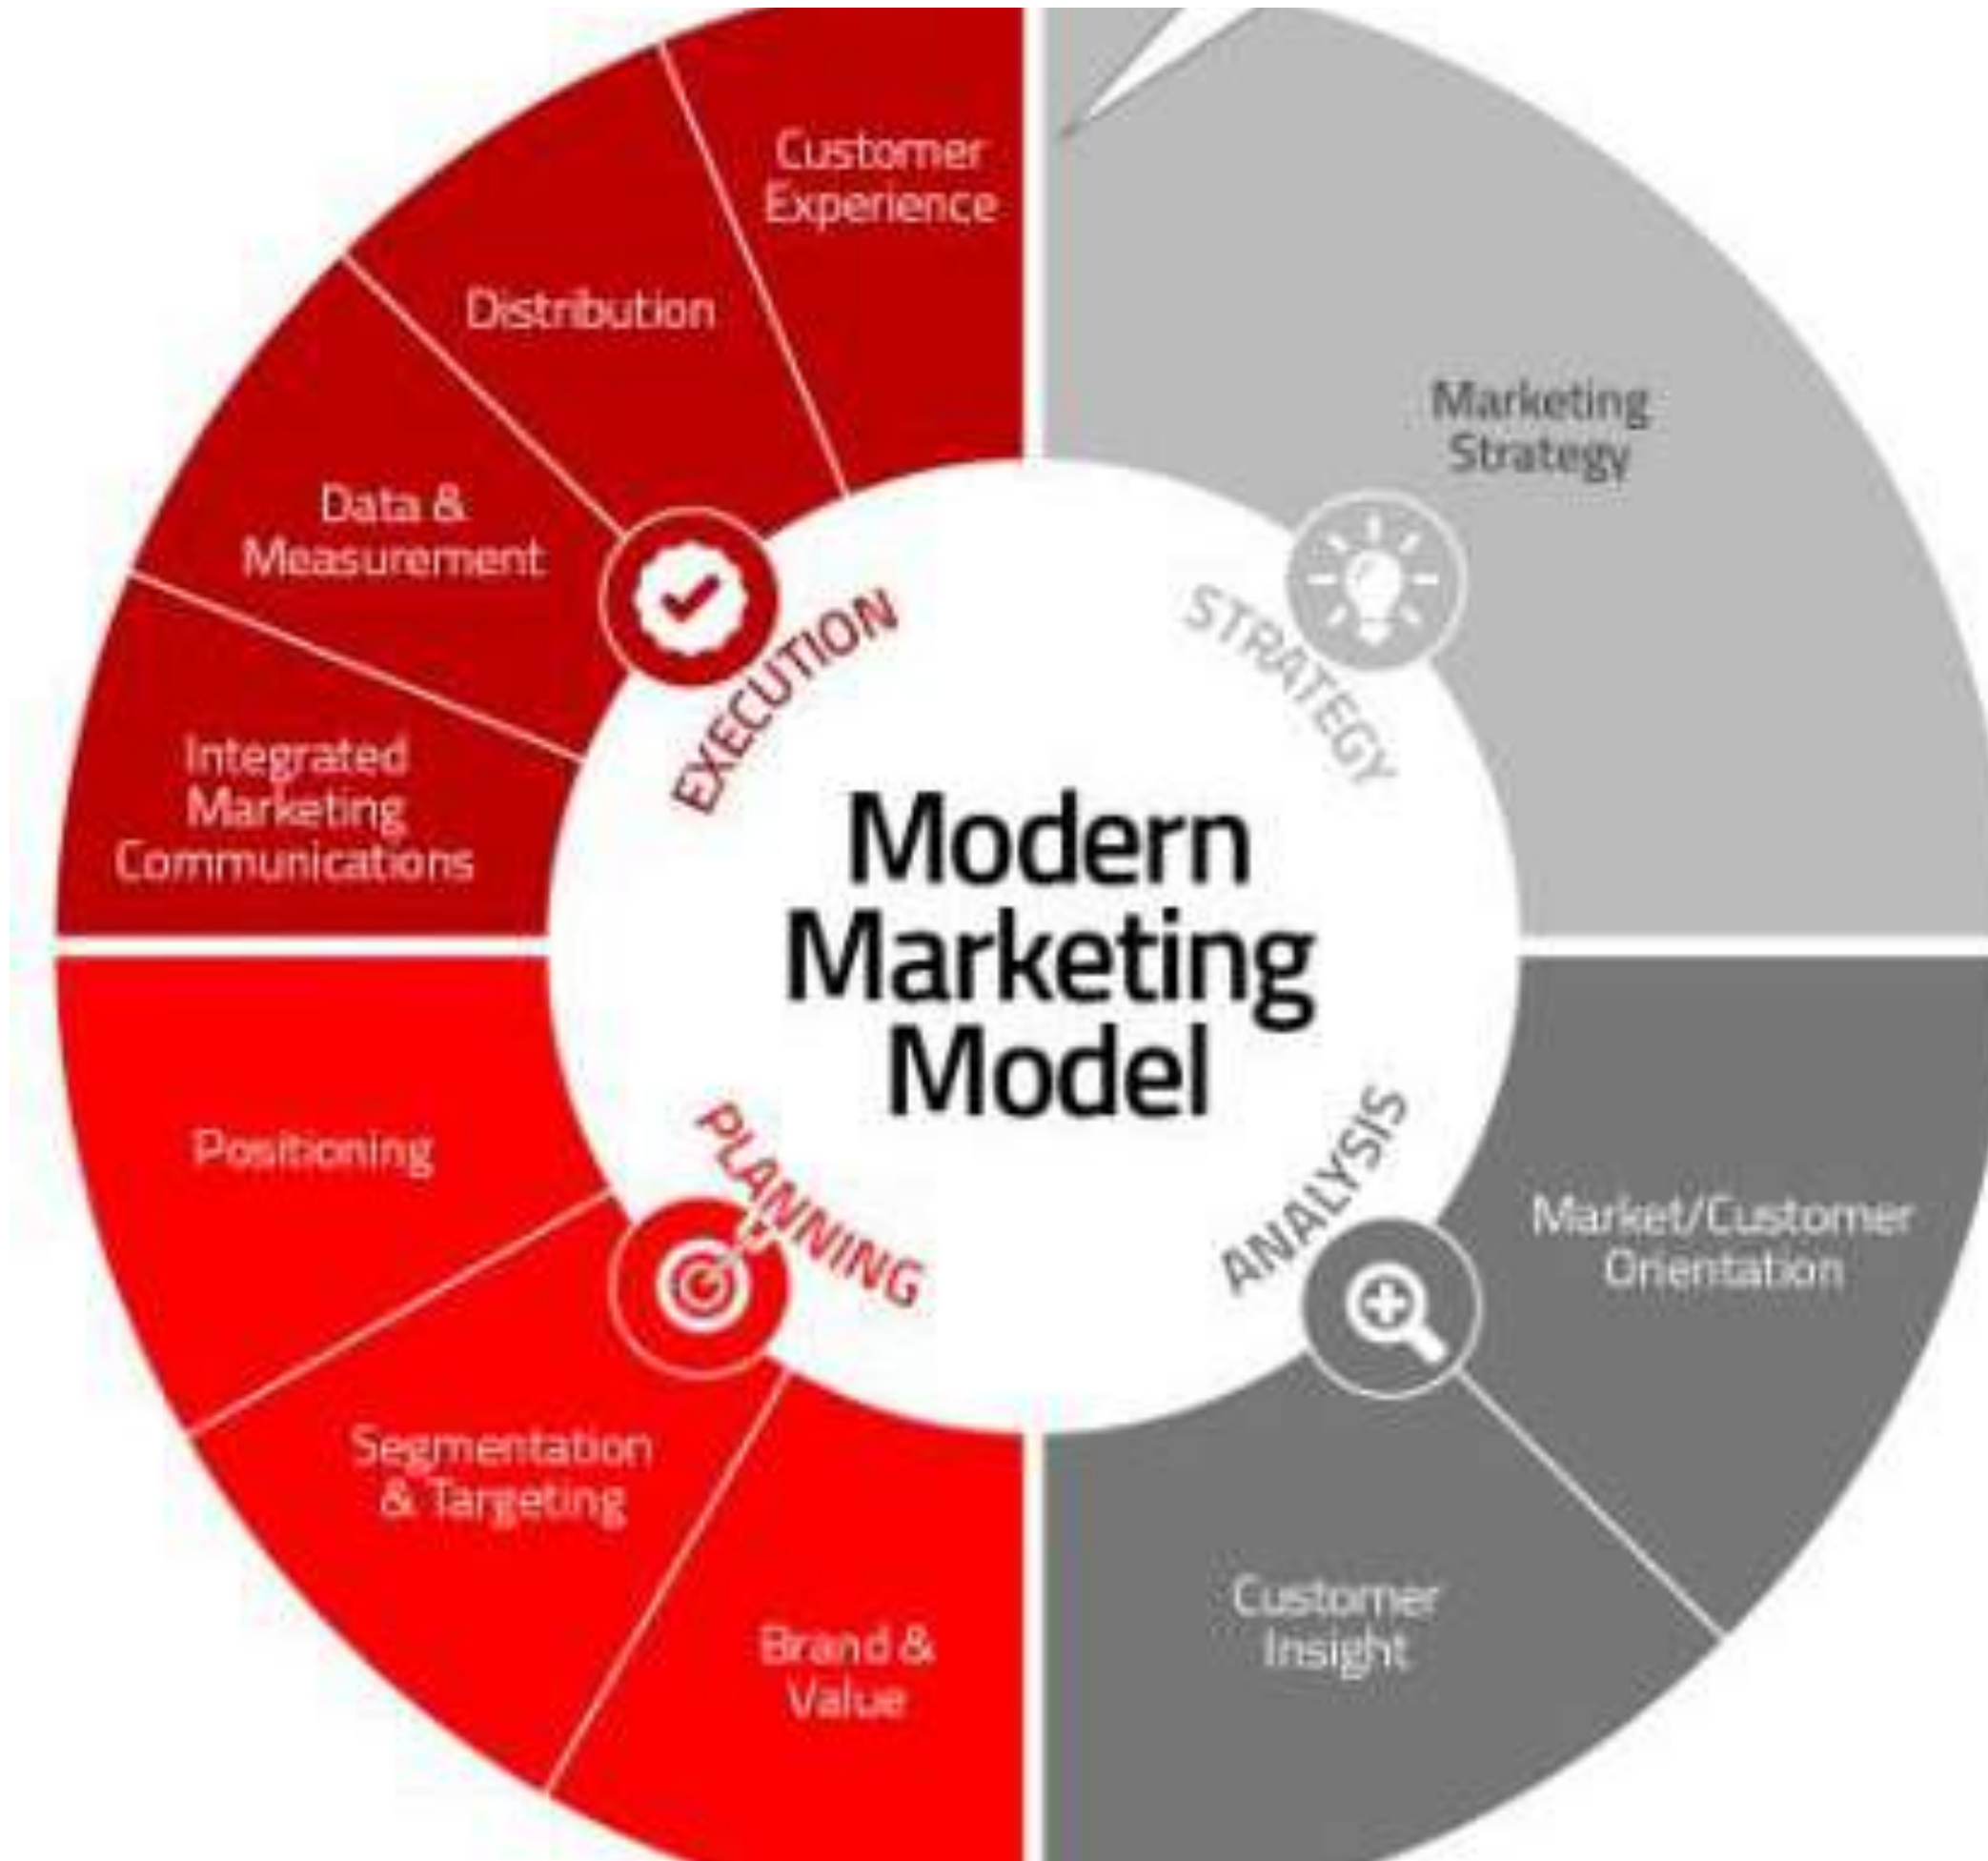 Customer
Experience
Distribution
Data &
Measurement
Integrated
Marketing
Communications
EXECUTION
Marketing
Strategy
STRATEGY
Modern
Marketing
Model
Positioning
Segmentation
& Targeting
Brand &
Value
PLANNING
Market/Customer
Orientation
Customer
Insight
ANALYSIS